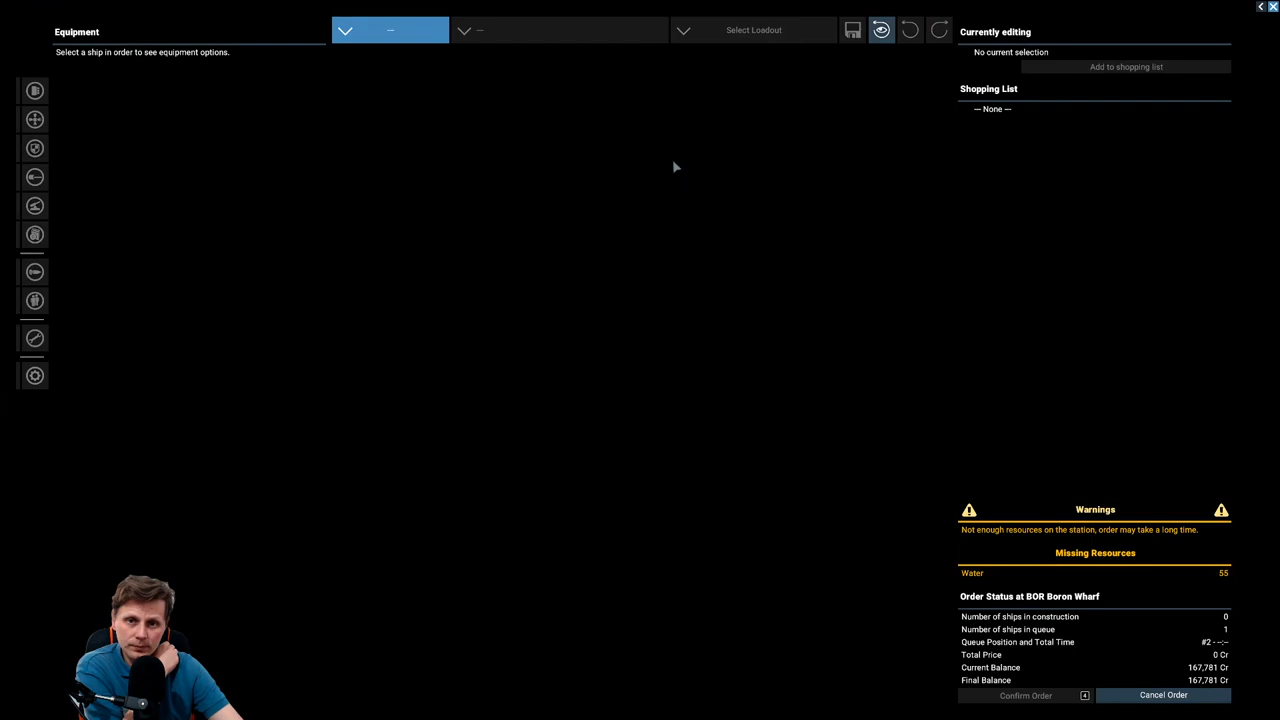 Equipment
Select a ship in order to see equipment options.
—
—
Select Loadout
Currently editing
No current selection
Add to shopping list
Shopping List
— None —
Warnings
Not enough resources on the station, order may take a long time.
Missing Resources
Water 55
Order Status at BOR Boron Wharf
Number of ships in construction 0
Number of ships in queue 1
Queue Position and Total Time #2 - --:--
Total Price 0 Cr
Current Balance 167,781 Cr
Final Balance 167,781 Cr
Confirm Order 4
Cancel Order